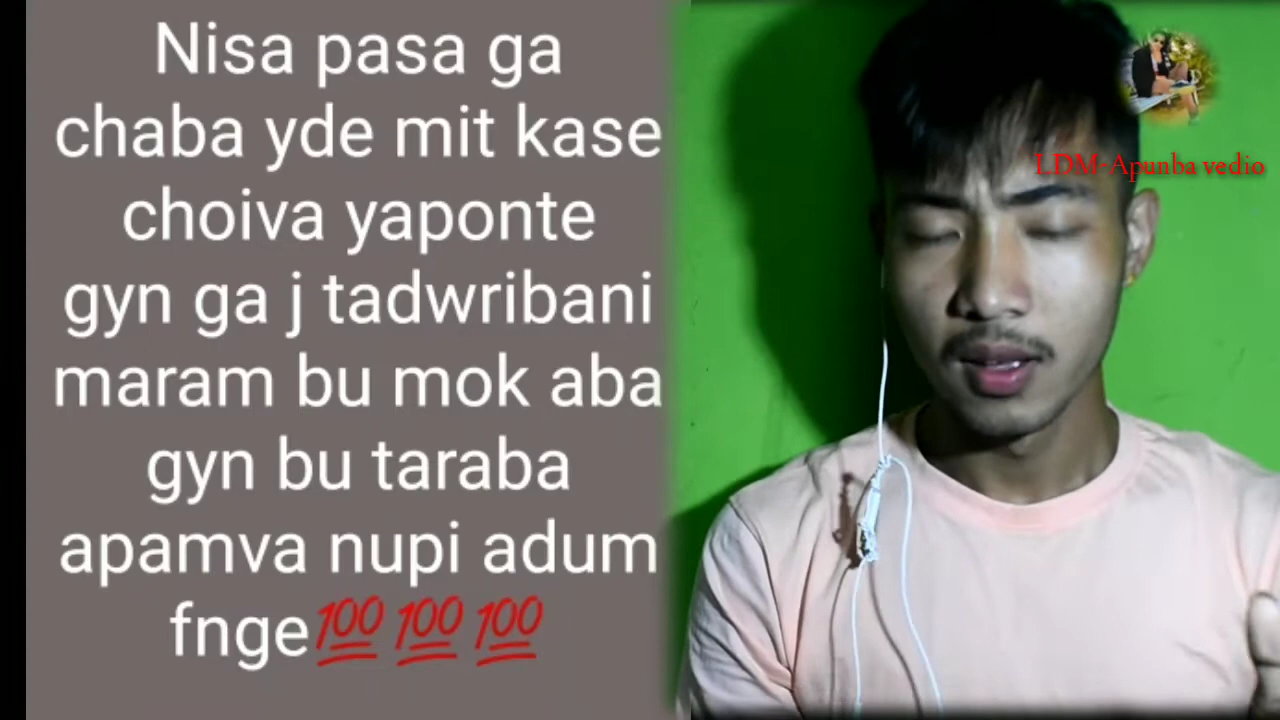 Nisa pasa ga
chaba yde mit kase
choiva yaponte
gyn ga j tadwribani
maram bu mok aba
gyn bu taraba
apamva nupi adum
fnge💯💯💯
LDM-Apunba vedio